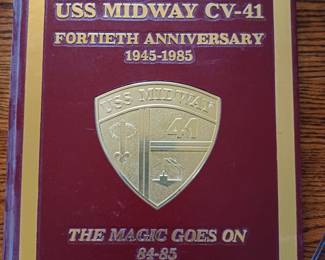 USS MIDWAY CV-41
FORTIETH ANNIVERSARY
1945-1985
USS MIDWAY
41
THE MAGIC GOES ON
84-85